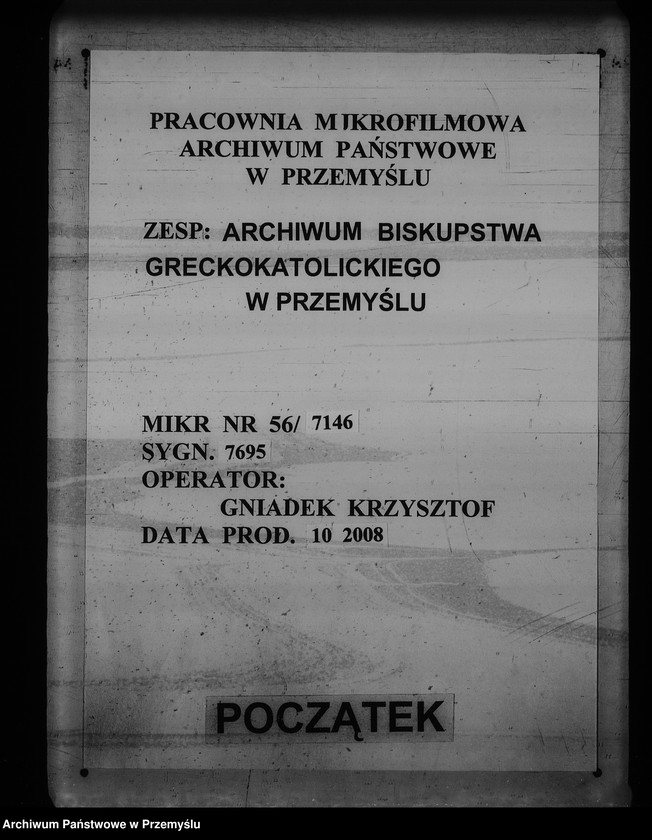 PRACOWNIA MIKROFILMOWA
ARCHIWUM PAŃSTWOWE
W PRZEMYŚLU
ZESP: ARCHIWUM BISKUPSTWA
GRECKOKATOLICKIEGO
W PRZEMYŚLU
MIKR NR 56/ 7146
SYGN. 7695
OPERATOR:
GNIADEK KRZYSZTOF
DATA PROD. 10 2008
POCZĄTEK
Archiwum Państwowe w Przemyślu